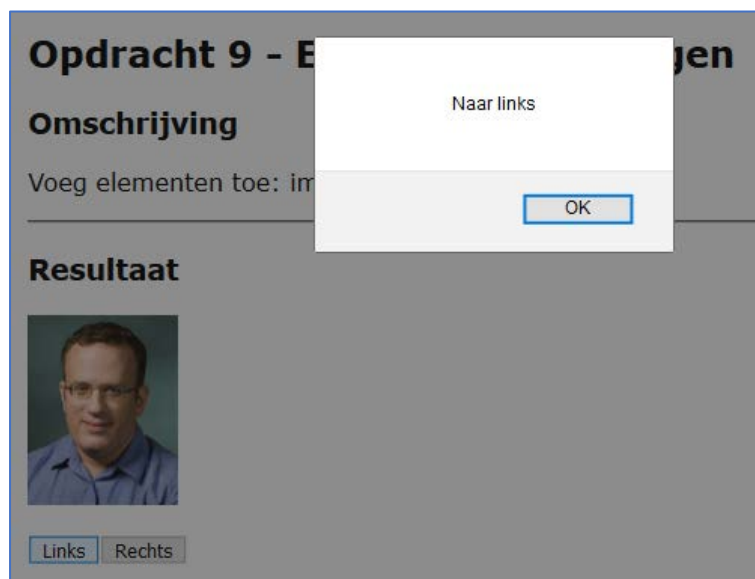 Opdracht 9 - E gen
Naar links
Omschrijving
Voeg elementen toe: im
OK
Resultaat
Links Rechts